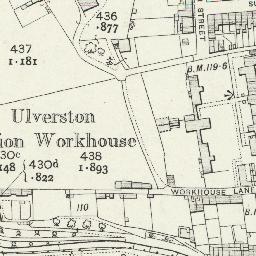 436
·877
STREET
SU
437
1·181
B.M. 119·6
Ulverston
ion Workhouse
430c
148
430d
·822
438
1·893
WORKHOUSE LANE
110